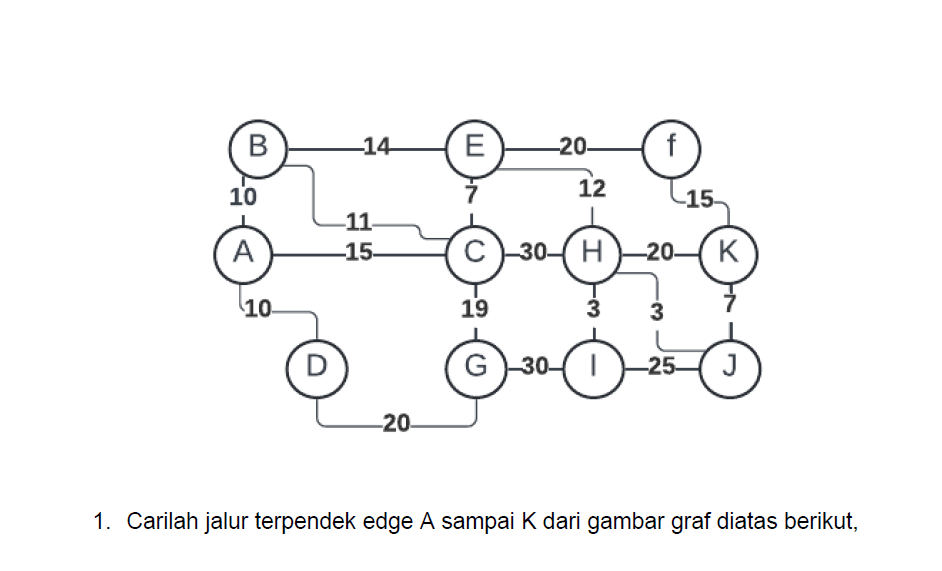 B 14 E 20 f
10 7 12 15
11
A 15 C 30 H 20 K
10 19 3 3 7
D G 30 I 25 J
20
1. Carilah jalur terpendek edge A sampai K dari gambar graf diatas berikut,